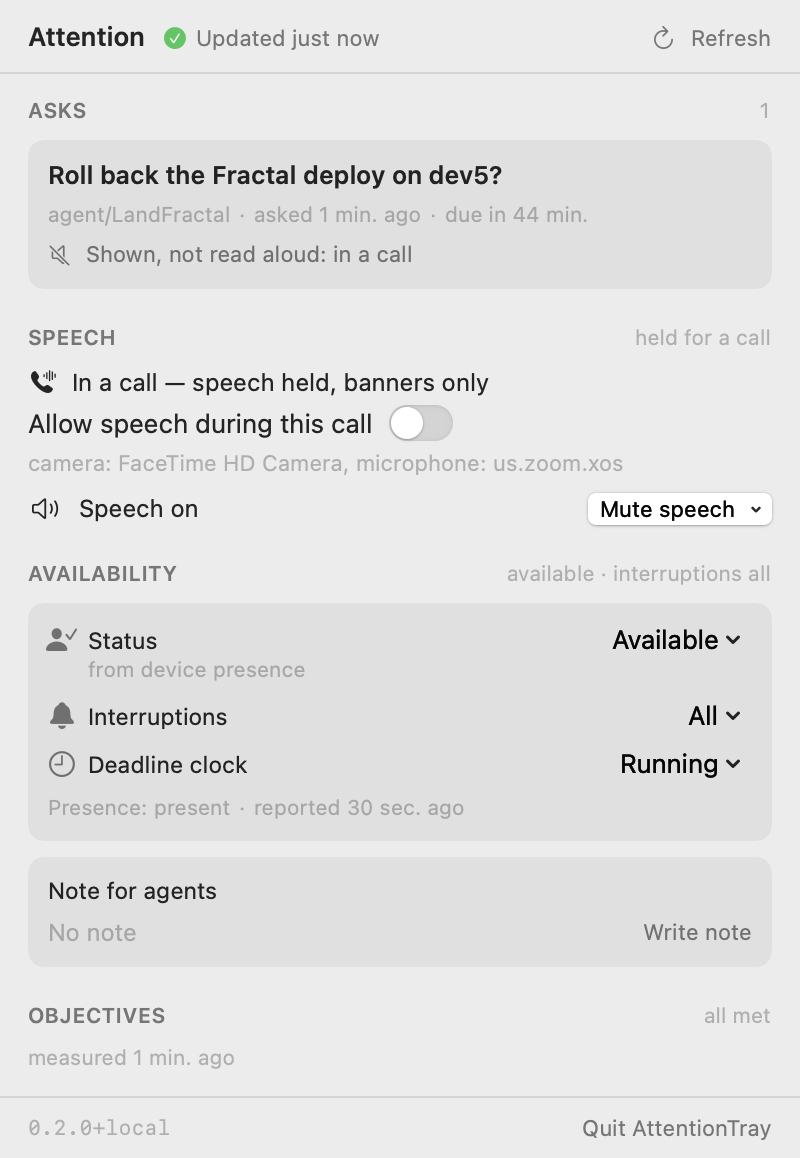 Attention Updated just now Refresh
ASKS 1
Roll back the Fractal deploy on dev5?
agent/LandFractal · asked 1 min. ago · due in 44 min.
Shown, not read aloud: in a call
SPEECH held for a call
In a call — speech held, banners only
Allow speech during this call
camera: FaceTime HD Camera, microphone: us.zoom.xos
Speech on Mute speech
AVAILABILITY available · interruptions all
Status Available
from device presence
Interruptions All
Deadline clock Running
Presence: present · reported 30 sec. ago
Note for agents
No note Write note
OBJECTIVES all met
measured 1 min. ago
0.2.0+local Quit AttentionTray